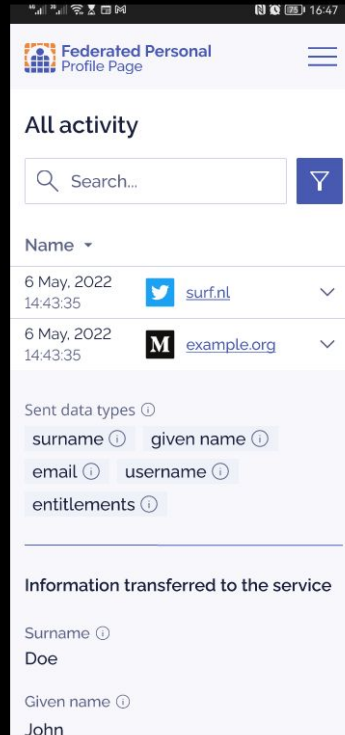 16:47
Federated Personal
Profile Page
All activity
Search...
Name
6 May, 2022
14:43:35
surf.nl
6 May, 2022
14:43:35
M
example.org
Sent data types
surname given name
email username
entitlements
Information transferred to the service
Surname
Doe
Given name
John